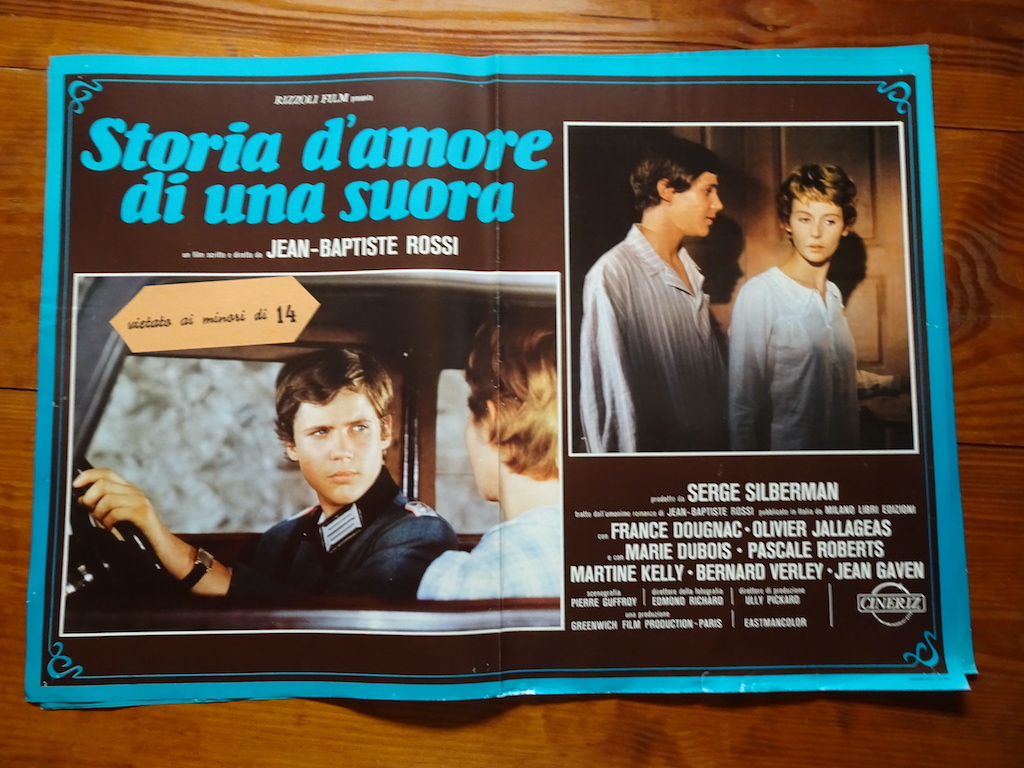 RIZZOLI FILM presenta
Storia d'amore
di una suora
un film scritto e diretto da JEAN-BAPTISTE ROSSI
vietato ai minori di 14
prodotto da SERGE SILBERMAN
tratto dall'omonimo romanzo di JEAN-BAPTISTE ROSSI pubblicato in Italia da MILANO LIBRI EDIZIONI
con FRANCE DOUGNAC • OLIVIER JALLAGEAS
e con MARIE DUBOIS • PASCALE ROBERTS
MARTINE KELLY • BERNARD VERLEY • JEAN GAVEN
scenografia PIERRE GUFFROY
direttore della fotografia EDMOND RICHARD
direttore di produzione ULLY PICKARD
una produzione
GREENWICH FILM PRODUCTION-PARIS
EASTMANCOLOR
CINERIZ